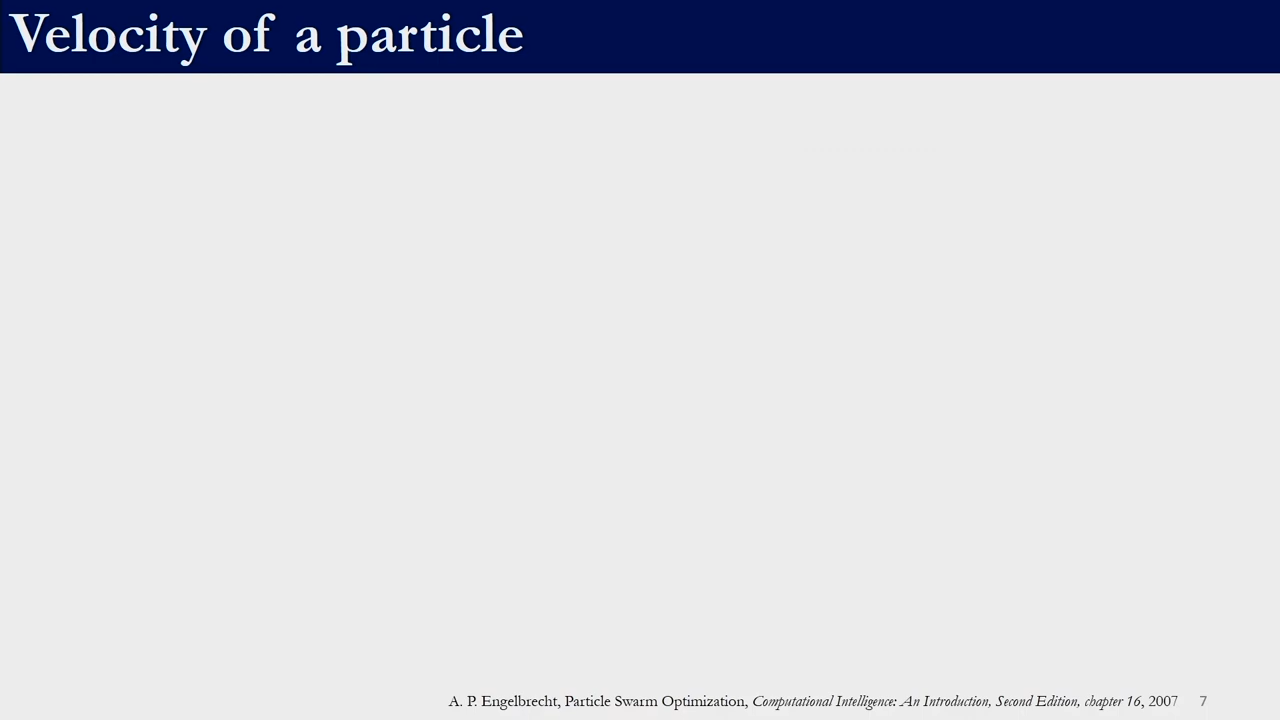 Velocity of a particle
A. P. Engelbrecht, Particle Swarm Optimization, Computational Intelligence: An Introduction, Second Edition, chapter 16, 2007 7